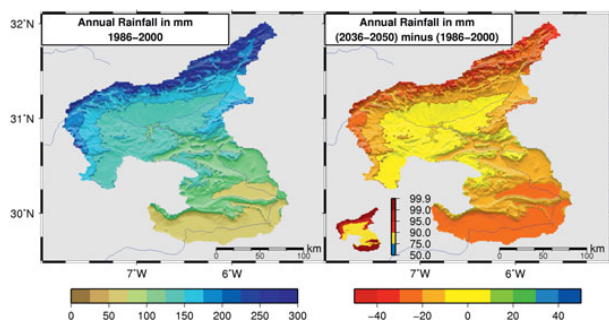 Annual Rainfall in mm
1986−2000
Annual Rainfall in mm
(2036−2050) minus (1986−2000)
32˚N
31˚N
30˚N
7˚W
6˚W
7˚W
6˚W
km
0
50
100
km
0
50
100
99.9
99.0
95.0
90.0
75.0
50.0
0
50
100
150
200
250
300
−40
−20
0
20
40